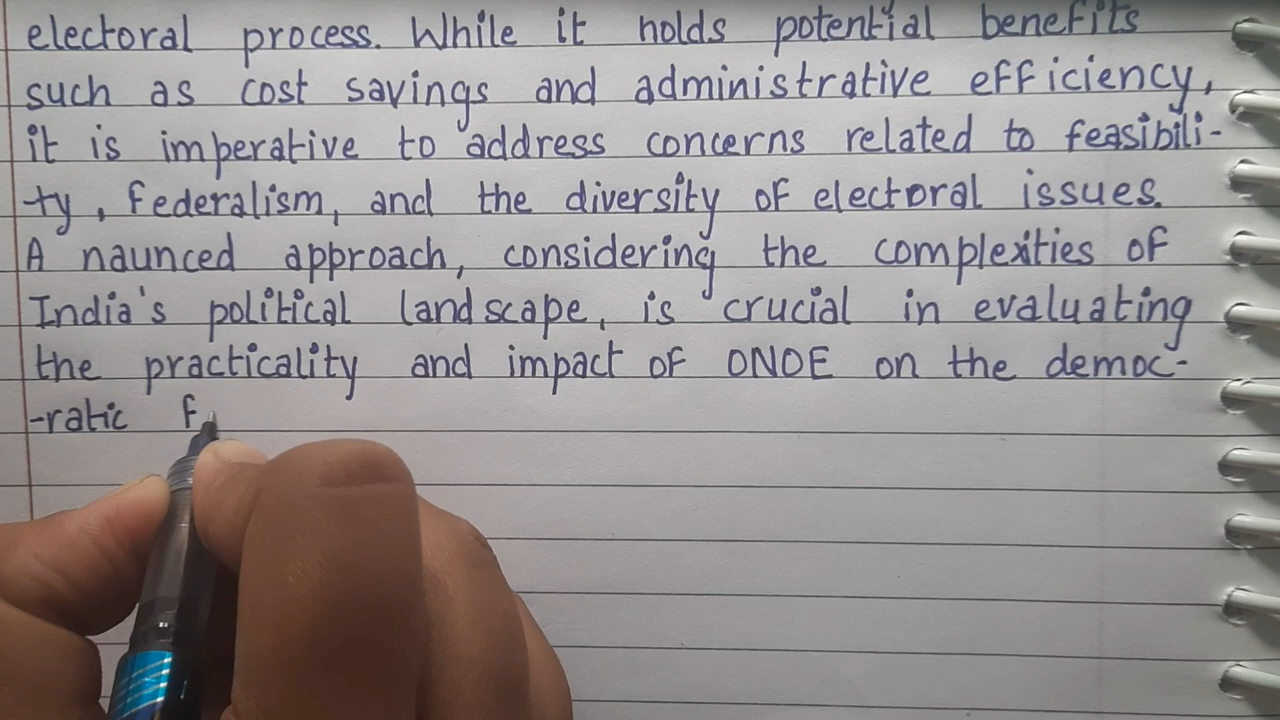 electoral process. While it holds potential benefits
such as cost savings and administrative efficiency,
it is imperative to address concerns related to feasibili-
ty, federalism, and the diversity of electoral issues.
A naunced approach, considering the complexities of
India's political landscape, is crucial in evaluating
the practicality and impact of ONOE on the democ-
-ratic f